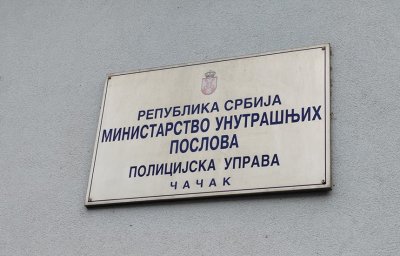 РЕПУБЛИКА СРБИЈА
МИНИСТАРСТВО УНУТРАШЊИХ
ПОСЛОВА
ПОЛИЦИЈСКА УПРАВА
ЧАЧАК